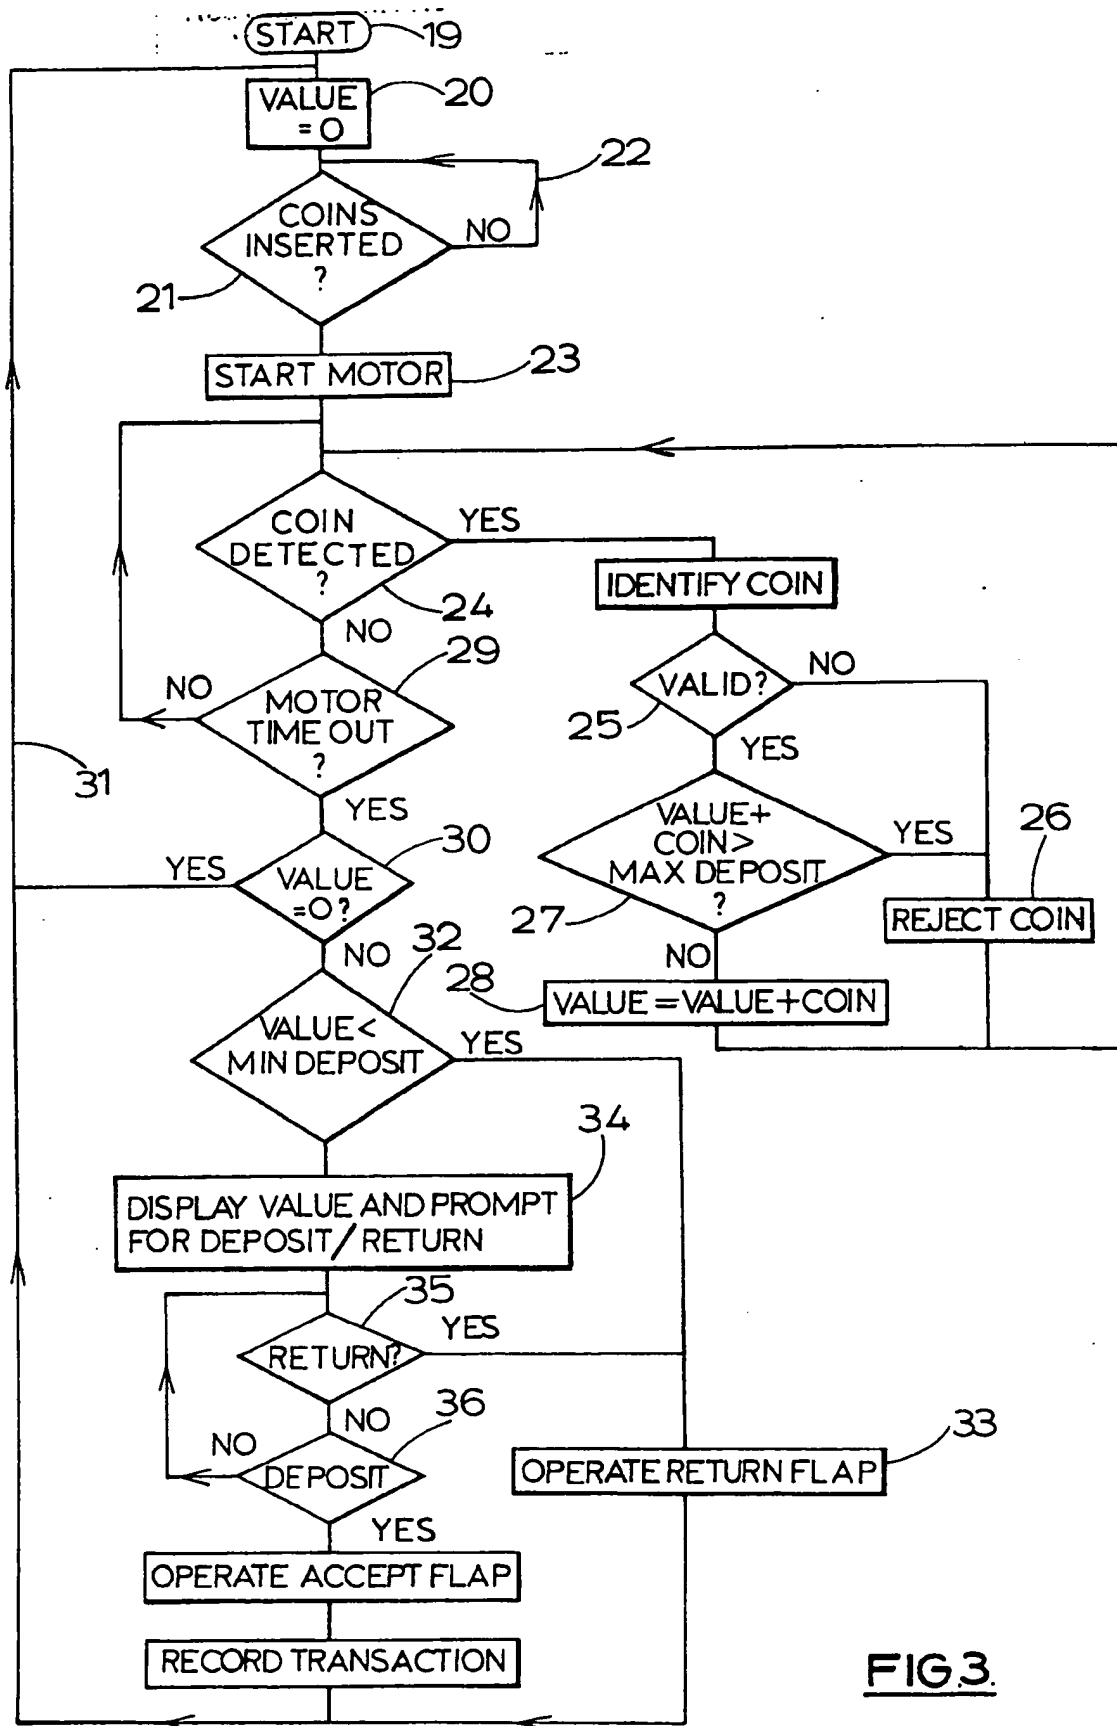 START
19
VALUE
=0
20
22
COINS
INSERTED
?
NO
21
START MOTOR
23
COIN
DETECTED
?
YES
24
NO
IDENTIFY COIN
29
MOTOR
TIME OUT
?
NO
YES
VALID?
NO
25
YES
31
VALUE+
COIN>
MAX DEPOSIT
?
YES
27
NO
26
REJECT COIN
30
VALUE
=0?
YES
NO
28
VALUE=VALUE+COIN
32
VALUE<
MIN DEPOSIT
YES
34
DISPLAY VALUE AND PROMPT
FOR DEPOSIT/RETURN
35
RETURN?
YES
NO
36
DEPOSIT
NO
YES
33
OPERATE RETURN FLAP
OPERATE ACCEPT FLAP
RECORD TRANSACTION
FIG.3.